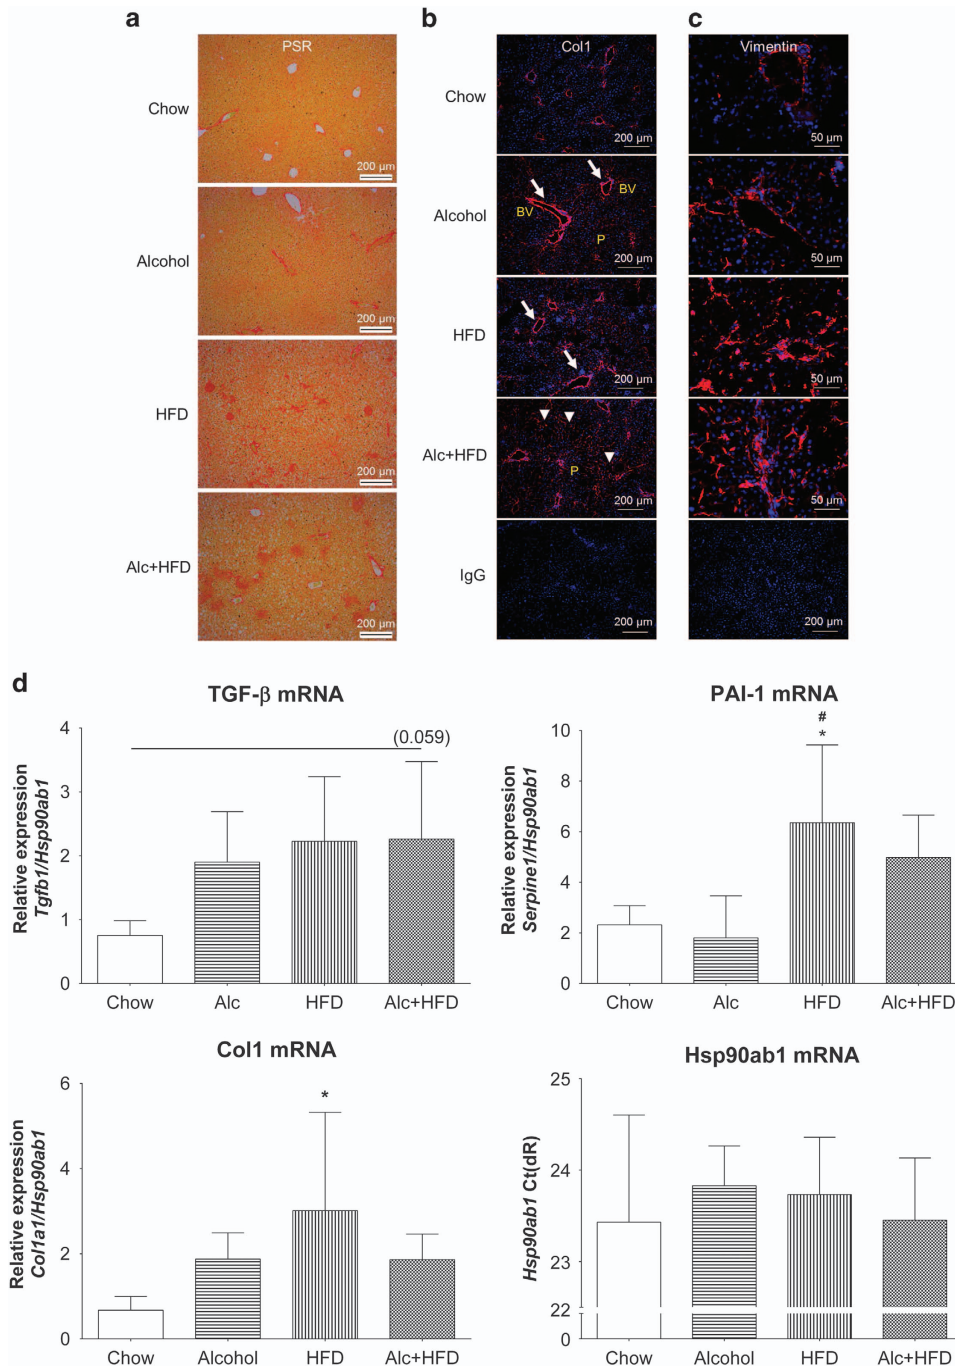 a
b
c
PSR
Col1
Vimentin
Chow
200 µm
200 µm
50 µm
Alcohol
BV
BV
P
200 µm
200 µm
50 µm
HFD
200 µm
200 µm
50 µm
Alc+HFD
P
200 µm
200 µm
50 µm
IgG
200 µm
200 µm
d
TGF-β mRNA
(0.059)
Relative expression
Tgfb1/Hsp90ab1
4
3
2
1
0
Chow Alc HFD Alc+HFD
PAI-1 mRNA
#
*
Relative expression
Serpine1/Hsp90ab1
10
8
6
4
2
0
Chow Alc HFD Alc+HFD
Col1 mRNA
*
Relative expression
Col1a1/Hsp90ab1
6
4
2
0
Chow Alcohol HFD Alc+HFD
Hsp90ab1 mRNA
Hsp90ab1 Ct(dR)
25
24
23
22
0
Chow Alcohol HFD Alc+HFD